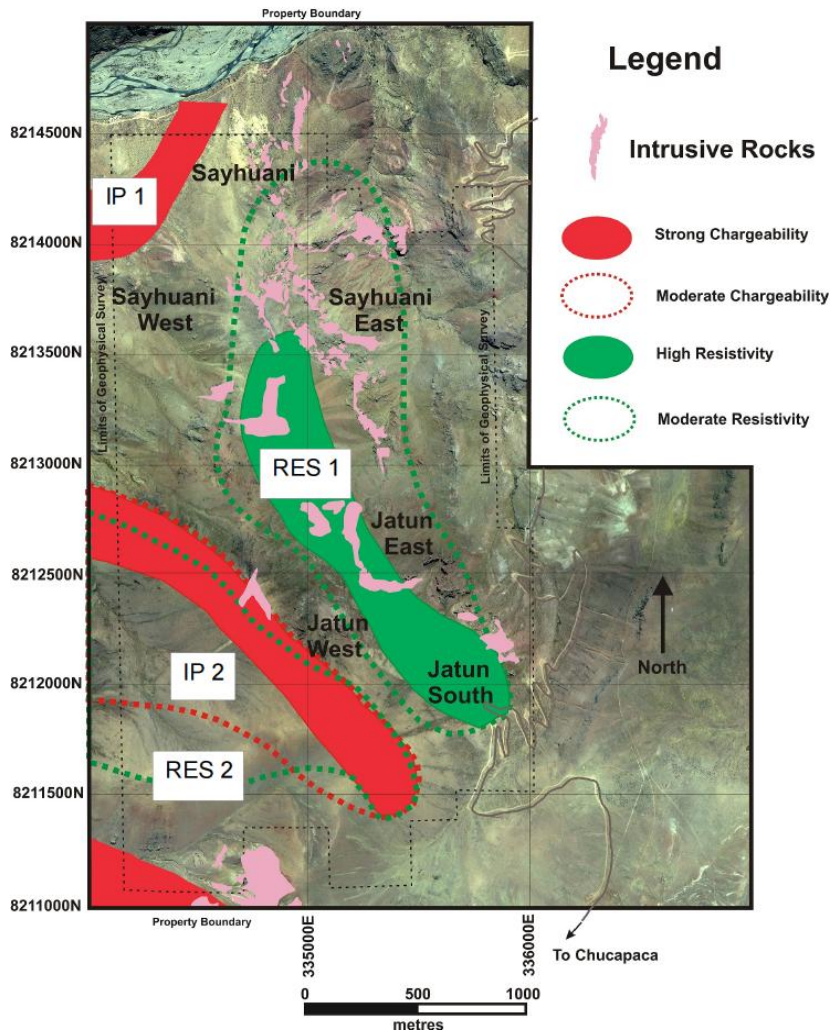 Property Boundary
Legend
Intrusive Rocks
Strong Chargeability
Moderate Chargeability
High Resistivity
Moderate Resistivity
8214500N
8214000N
8213500N
8213000N
8212500N
8212000N
8211500N
8211000N
Sayhuani
IP 1
Sayhuani
West
Sayhuani
East
Limits of Geophysical Survey
Limits of Geophysical Survey
RES 1
Jatun
East
Jatun
West
IP 2
Jatun
South
North
RES 2
Property Boundary
335000E
336000E
To Chucapaca
0 500 1000
metres